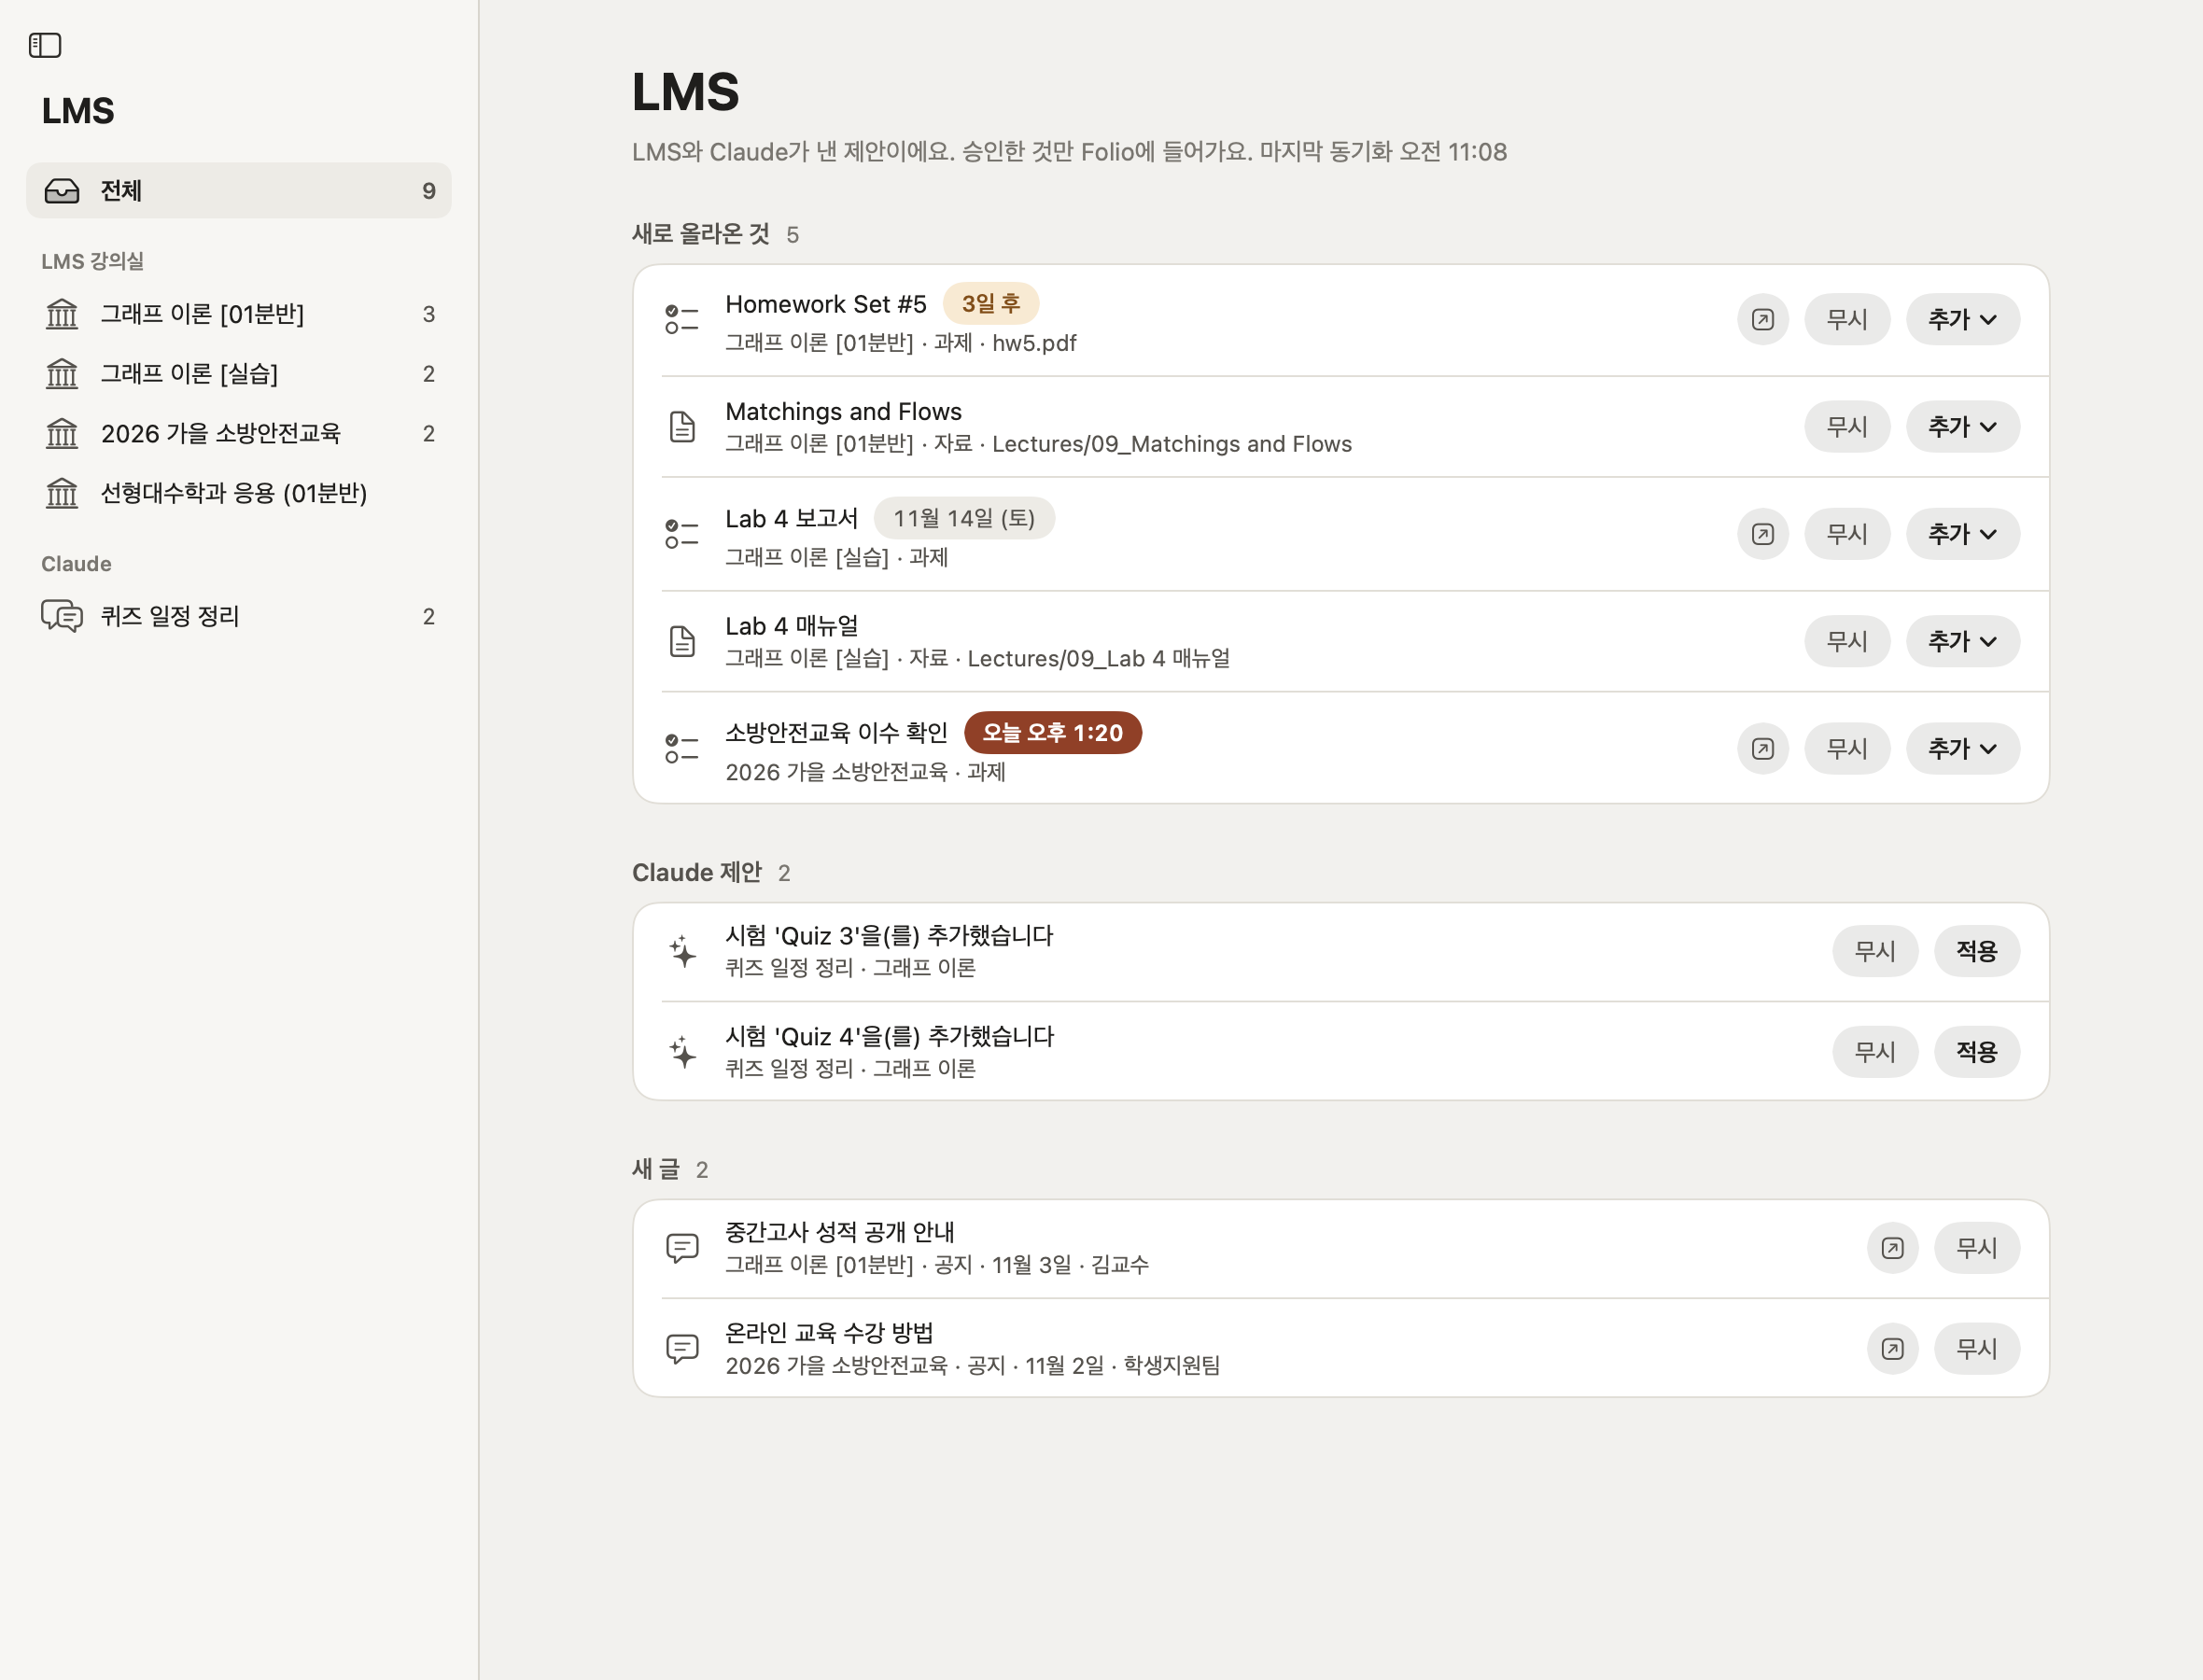 LMS
전체 9
LMS 강의실
그래프 이론 [01분반] 3
그래프 이론 [실습] 2
2026 가을 소방안전교육 2
선형대수학과 응용 (01분반)
Claude
퀴즈 일정 정리 2
LMS
LMS와 Claude가 낸 제안이에요. 승인한 것만 Folio에 들어가요. 마지막 동기화 오전 11:08
새로 올라온 것 5
Homework Set #5 3일 후
그래프 이론 [01분반] · 과제 · hw5.pdf
무시 추가
Matchings and Flows
그래프 이론 [01분반] · 자료 · Lectures/09_Matchings and Flows
무시 추가
Lab 4 보고서 11월 14일 (토)
그래프 이론 [실습] · 과제
무시 추가
Lab 4 매뉴얼
그래프 이론 [실습] · 자료 · Lectures/09_Lab 4 매뉴얼
무시 추가
소방안전교육 이수 확인 오늘 오후 1:20
2026 가을 소방안전교육 · 과제
무시 추가
Claude 제안 2
시험 'Quiz 3'을(를) 추가했습니다
퀴즈 일정 정리 · 그래프 이론
무시 적용
시험 'Quiz 4'을(를) 추가했습니다
퀴즈 일정 정리 · 그래프 이론
무시 적용
새 글 2
중간고사 성적 공개 안내
그래프 이론 [01분반] · 공지 · 11월 3일 · 김교수
무시
온라인 교육 수강 방법
2026 가을 소방안전교육 · 공지 · 11월 2일 · 학생지원팀
무시